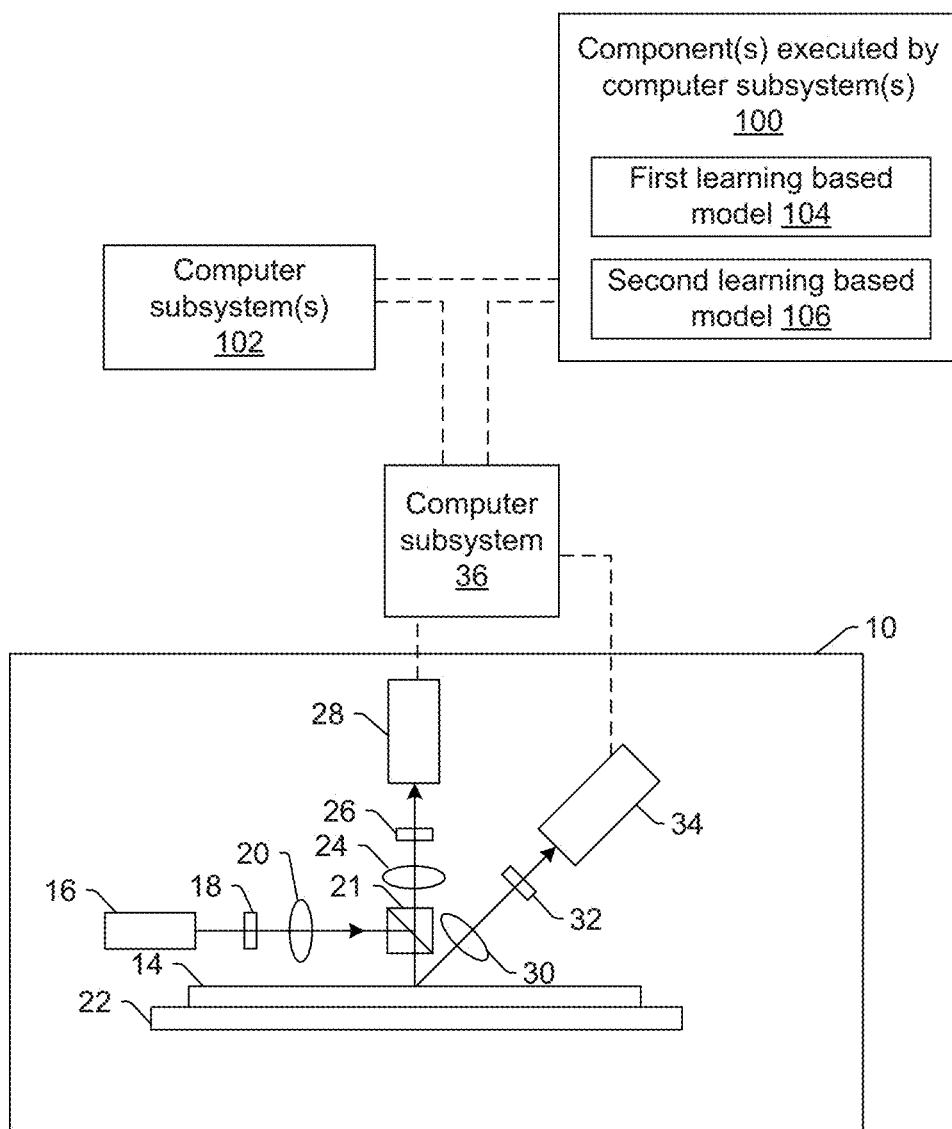 Component(s) executed by
computer subsystem(s)
100
First learning based
model 104
Second learning based
model 106
Computer
subsystem(s)
102
Computer
subsystem
36
10
28
34
26
24
20
21
18
16
32
30
14
22